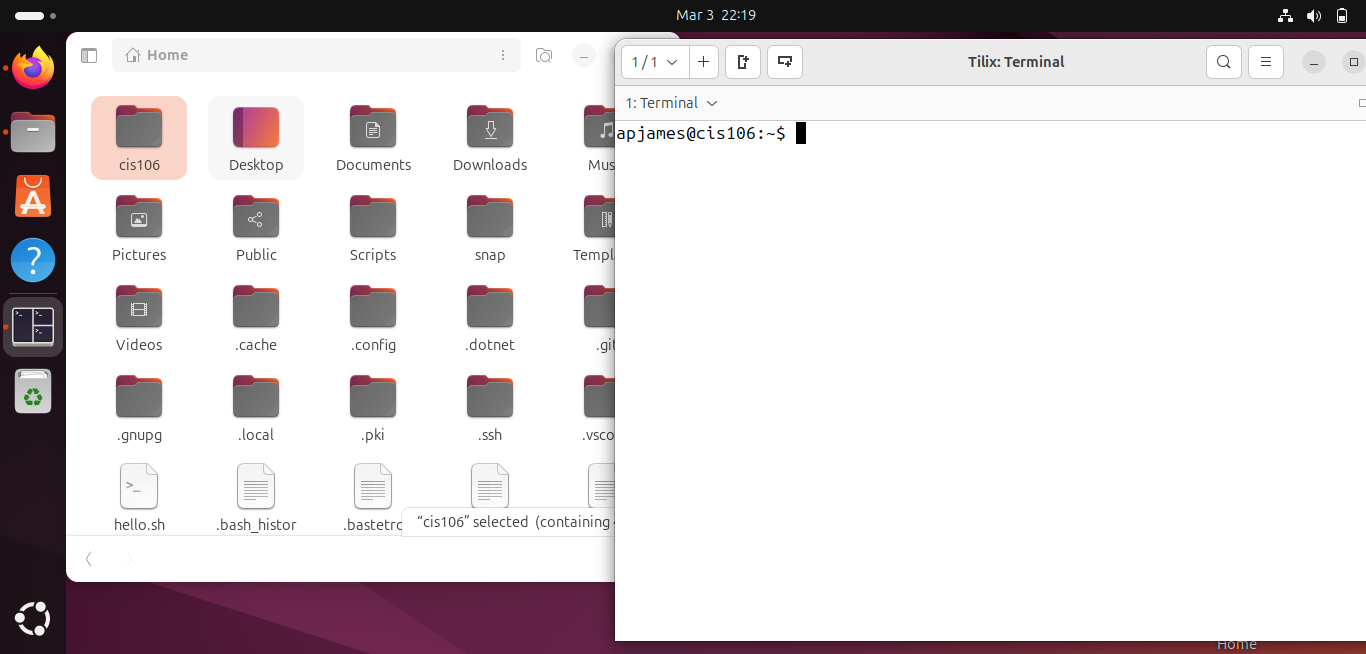 Mar 3 22:19
Home
1 / 1
Tilix: Terminal
1: Terminal
apjames@cis106:~$
cis106
Desktop
Documents
Downloads
Mus
Pictures
Public
Scripts
snap
Templ
Videos
.cache
.config
.dotnet
.git
.gnupg
.local
.pki
.ssh
.vsco
hello.sh
.bash_histor
.bastetro
“cis106” selected (containing
Home